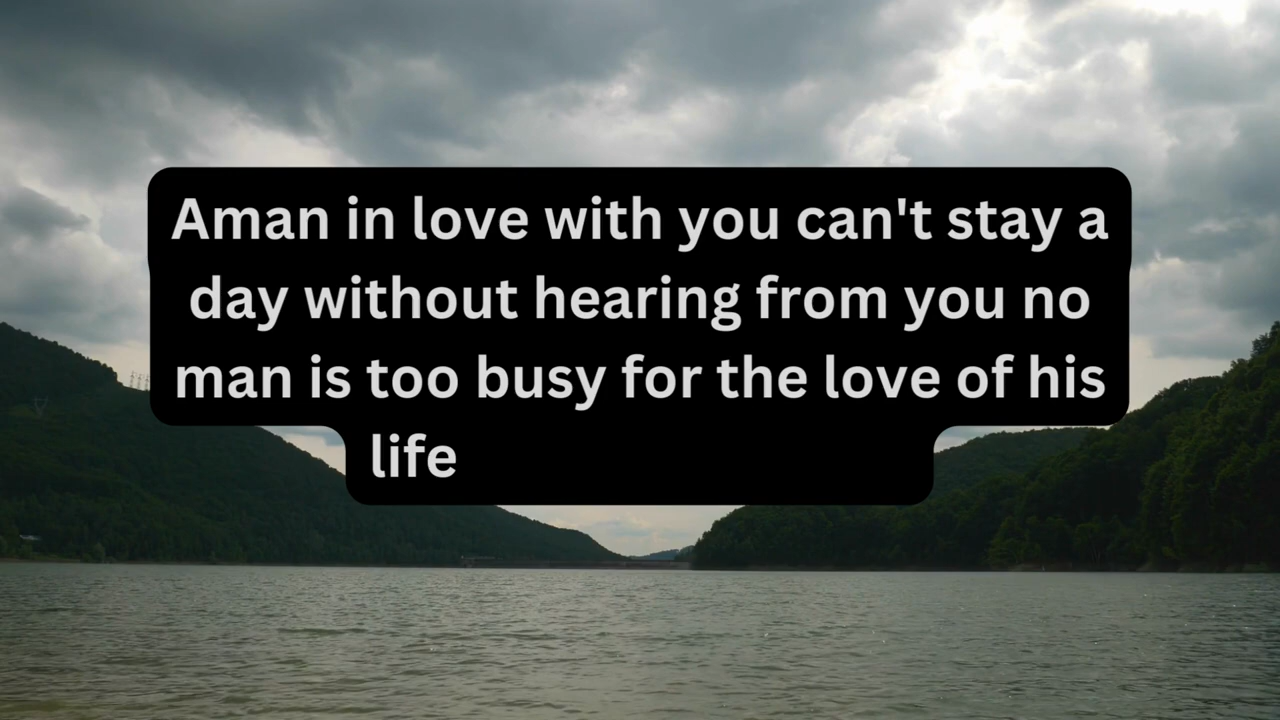 Aman in love with you can't stay a
day without hearing from you no
man is too busy for the love of his
life